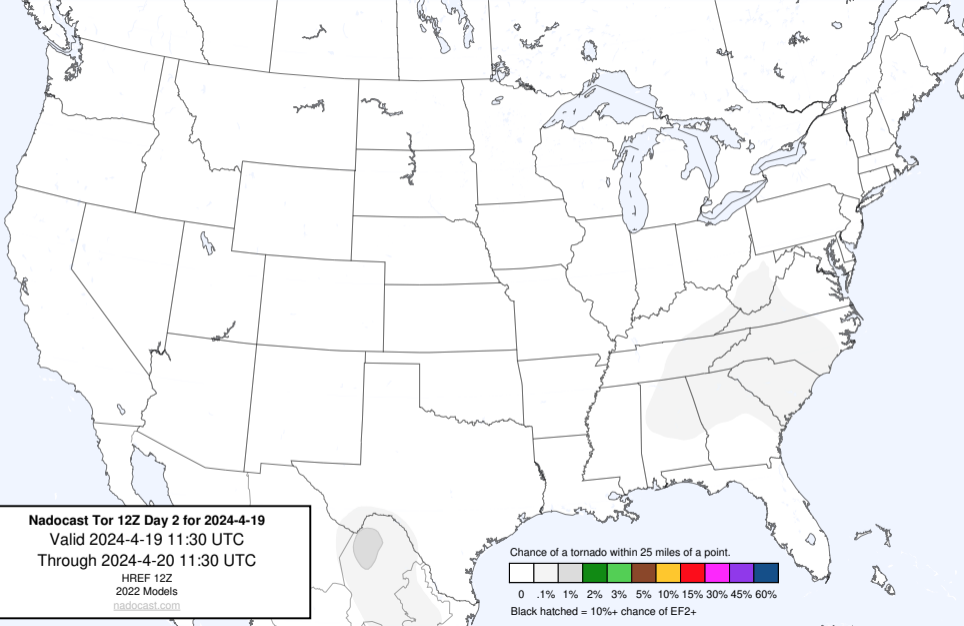 Nadocast Tor 12Z Day 2 for 2024-4-19
Valid 2024-4-19 11:30 UTC
Through 2024-4-20 11:30 UTC
HREF 12Z
2022 Models
nadocast.com
Chance of a tornado within 25 miles of a point.
0 .1% 1% 2% 3% 5% 10% 15% 30% 45% 60%
Black hatched = 10%+ chance of EF2+